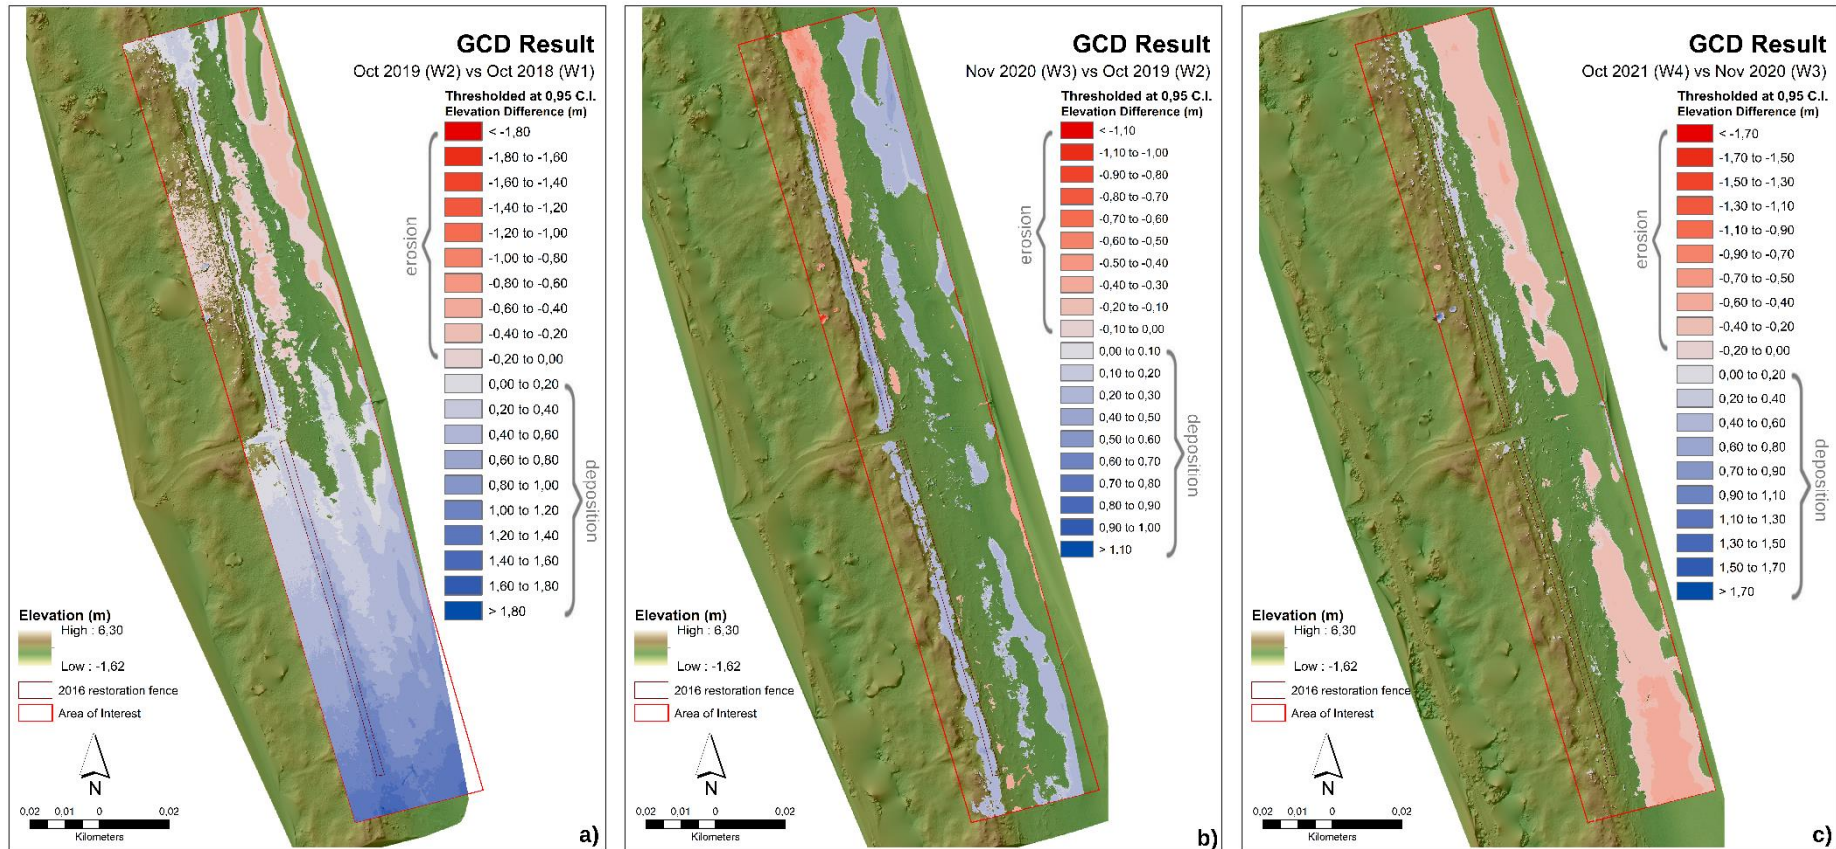 GCD Result
Oct 2019 (W2) vs Oct 2018 (W1)
Thresholded at 0,95 C.I.
Elevation Difference (m)
< -1,80
-1,80 to -1,60
-1,60 to -1,40
-1,40 to -1,20
-1,20 to -1,00
-1,00 to -0,80
-0,80 to -0,60
-0,60 to -0,40
-0,40 to -0,20
-0,20 to 0,00
0,00 to 0,20
0,20 to 0,40
0,40 to 0,60
0,60 to 0,80
0,80 to 1,00
1,00 to 1,20
1,20 to 1,40
1,40 to 1,60
1,60 to 1,80
> 1,80
erosion
deposition
Elevation (m)
High : 6,30
Low : -1,62
2016 restoration fence
Area of Interest
N
0,02 0,01 0 0,02
Kilometers
a)
GCD Result
Nov 2020 (W3) vs Oct 2019 (W2)
Thresholded at 0,95 C.I.
Elevation Difference (m)
< -1,10
-1,10 to -1,00
-0,90 to -0,80
-0,80 to -0,70
-0,70 to -0,60
-0,60 to -0,50
-0,50 to -0,40
-0,40 to -0,30
-0,20 to -0,10
-0,10 to 0,00
0,00 to 0,10
0,10 to 0,20
0,20 to 0,30
0,40 to 0,50
0,50 to 0,60
0,60 to 0,70
0,70 to 0,80
0,80 to 0,90
0,90 to 1,00
> 1,10
erosion
deposition
Elevation (m)
High : 6,30
Low : -1,62
2016 restoration fence
Area of Interest
N
0,02 0,01 0 0,02
Kilometers
b)
GCD Result
Oct 2021 (W4) vs Nov 2020 (W3)
Thresholded at 0,95 C.I.
Elevation Difference (m)
< -1,70
-1,70 to -1,50
-1,50 to -1,30
-1,30 to -1,10
-1,10 to -0,90
-0,90 to -0,70
-0,70 to -0,50
-0,60 to -0,40
-0,40 to -0,20
-0,20 to 0,00
0,00 to 0,20
0,20 to 0,40
0,40 to 0,60
0,60 to 0,80
0,70 to 0,90
0,90 to 1,10
1,10 to 1,30
1,30 to 1,50
1,50 to 1,70
> 1,70
erosion
deposition
Elevation (m)
High : 6,30
Low : -1,62
2016 restoration fence
Area of Interest
N
0,02 0,01 0 0,02
Kilometers
c)